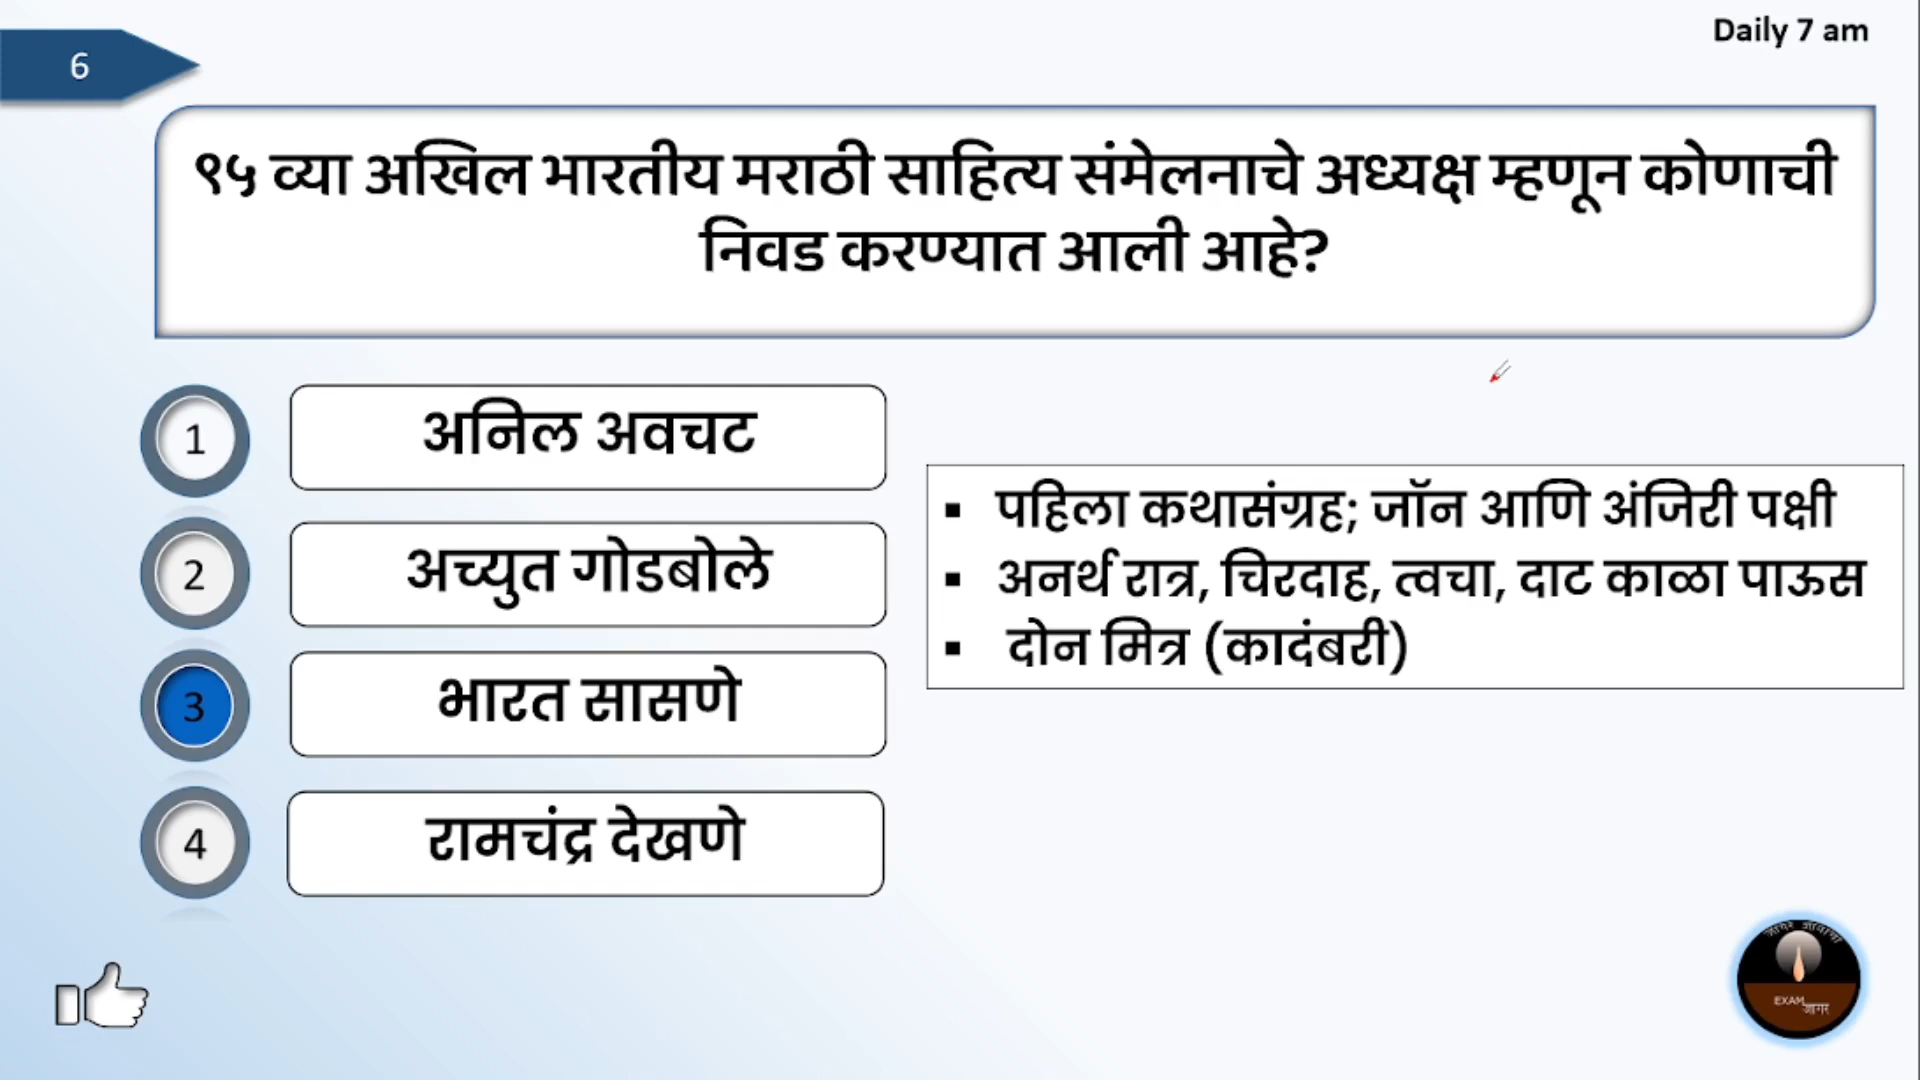 Daily 7 am
6
९५ व्या अखिल भारतीय मराठी साहित्य संमेलनाचे अध्यक्ष म्हणून कोणाची
निवड करण्यात आली आहे?
1 अनिल अवचट
2 अच्युत गोडबोले
3 भारत सासणे
4 रामचंद्र देखणे
▪ पहिला कथासंग्रह; जॉन आणि अंजिरी पक्षी
▪ अनर्थ रात्र, चिरदाह, त्वचा, दाट काळा पाऊस
▪ दोन मित्र (कादंबरी)
EXAM
जागर